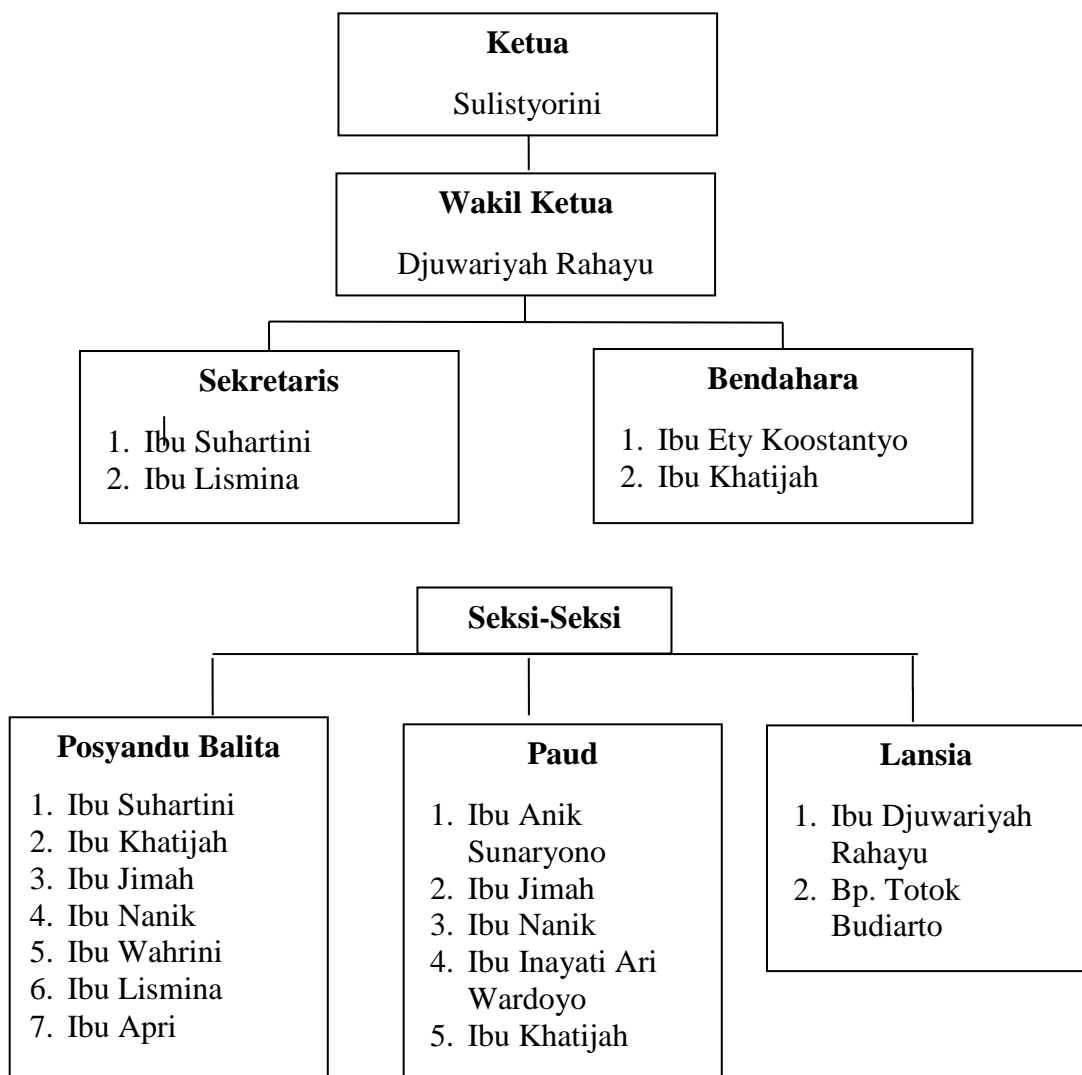 Ketua
Sulistyorini
Wakil Ketua
Djuwariyah Rahayu
Sekretaris
1. Ibu Suhartini
2. Ibu Lismina
Bendahara
1. Ibu Ety Koostantyo
2. Ibu Khatijah
Seksi-Seksi
Posyandu Balita
1. Ibu Suhartini
2. Ibu Khatijah
3. Ibu Jimah
4. Ibu Nanik
5. Ibu Wahrini
6. Ibu Lismina
7. Ibu Apri
Paud
1. Ibu Anik
Sunaryono
2. Ibu Jimah
3. Ibu Nanik
4. Ibu Inayati Ari
Wardoyo
5. Ibu Khatijah
Lansia
1. Ibu Djuwariyah
Rahayu
2. Bp. Totok
Budiarto